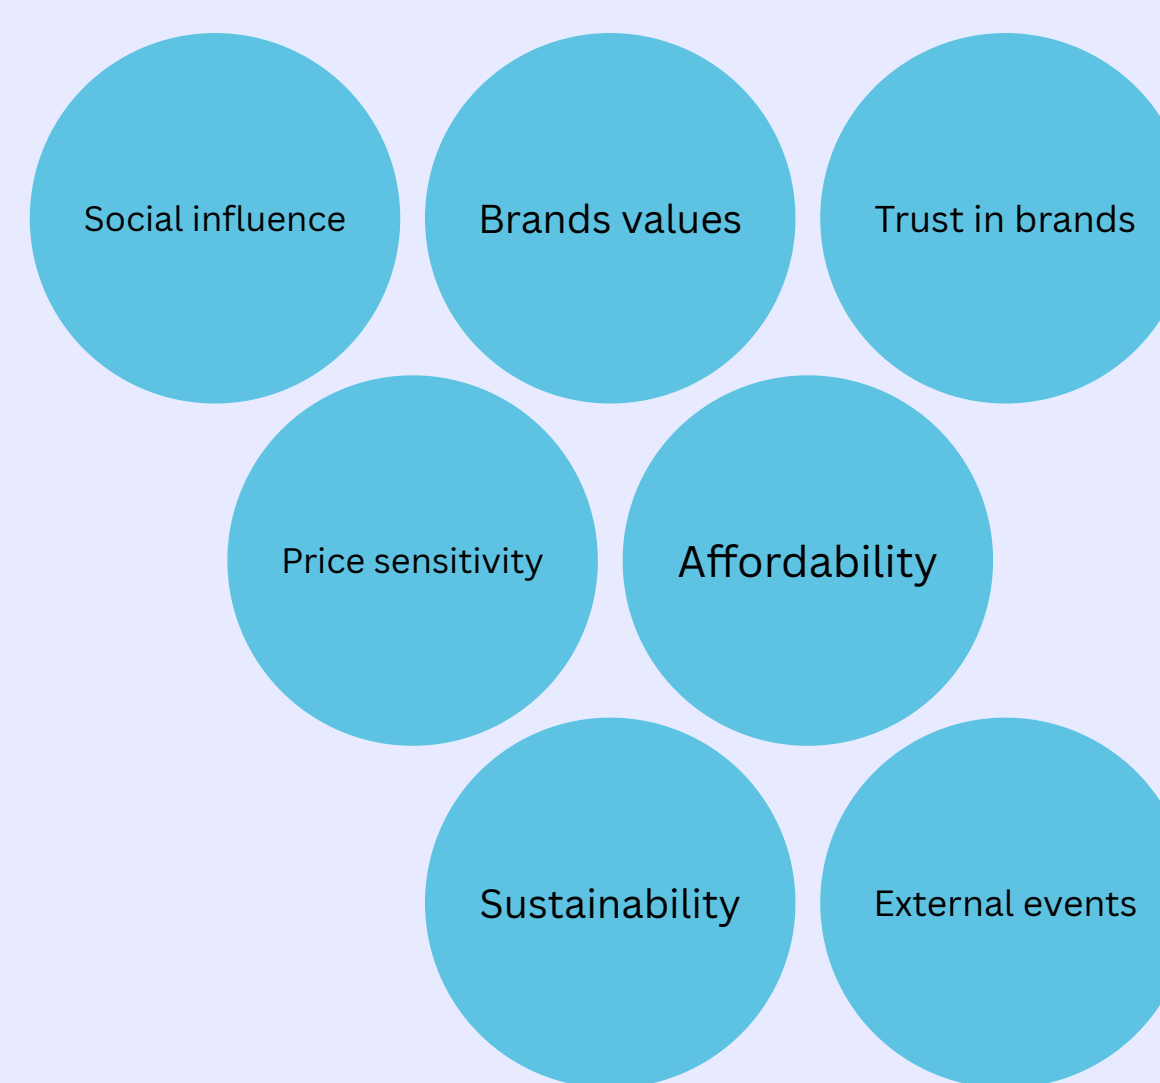 Social influence
Brands values
Trust in brands
Price sensitivity
Affordability
Sustainability
External events